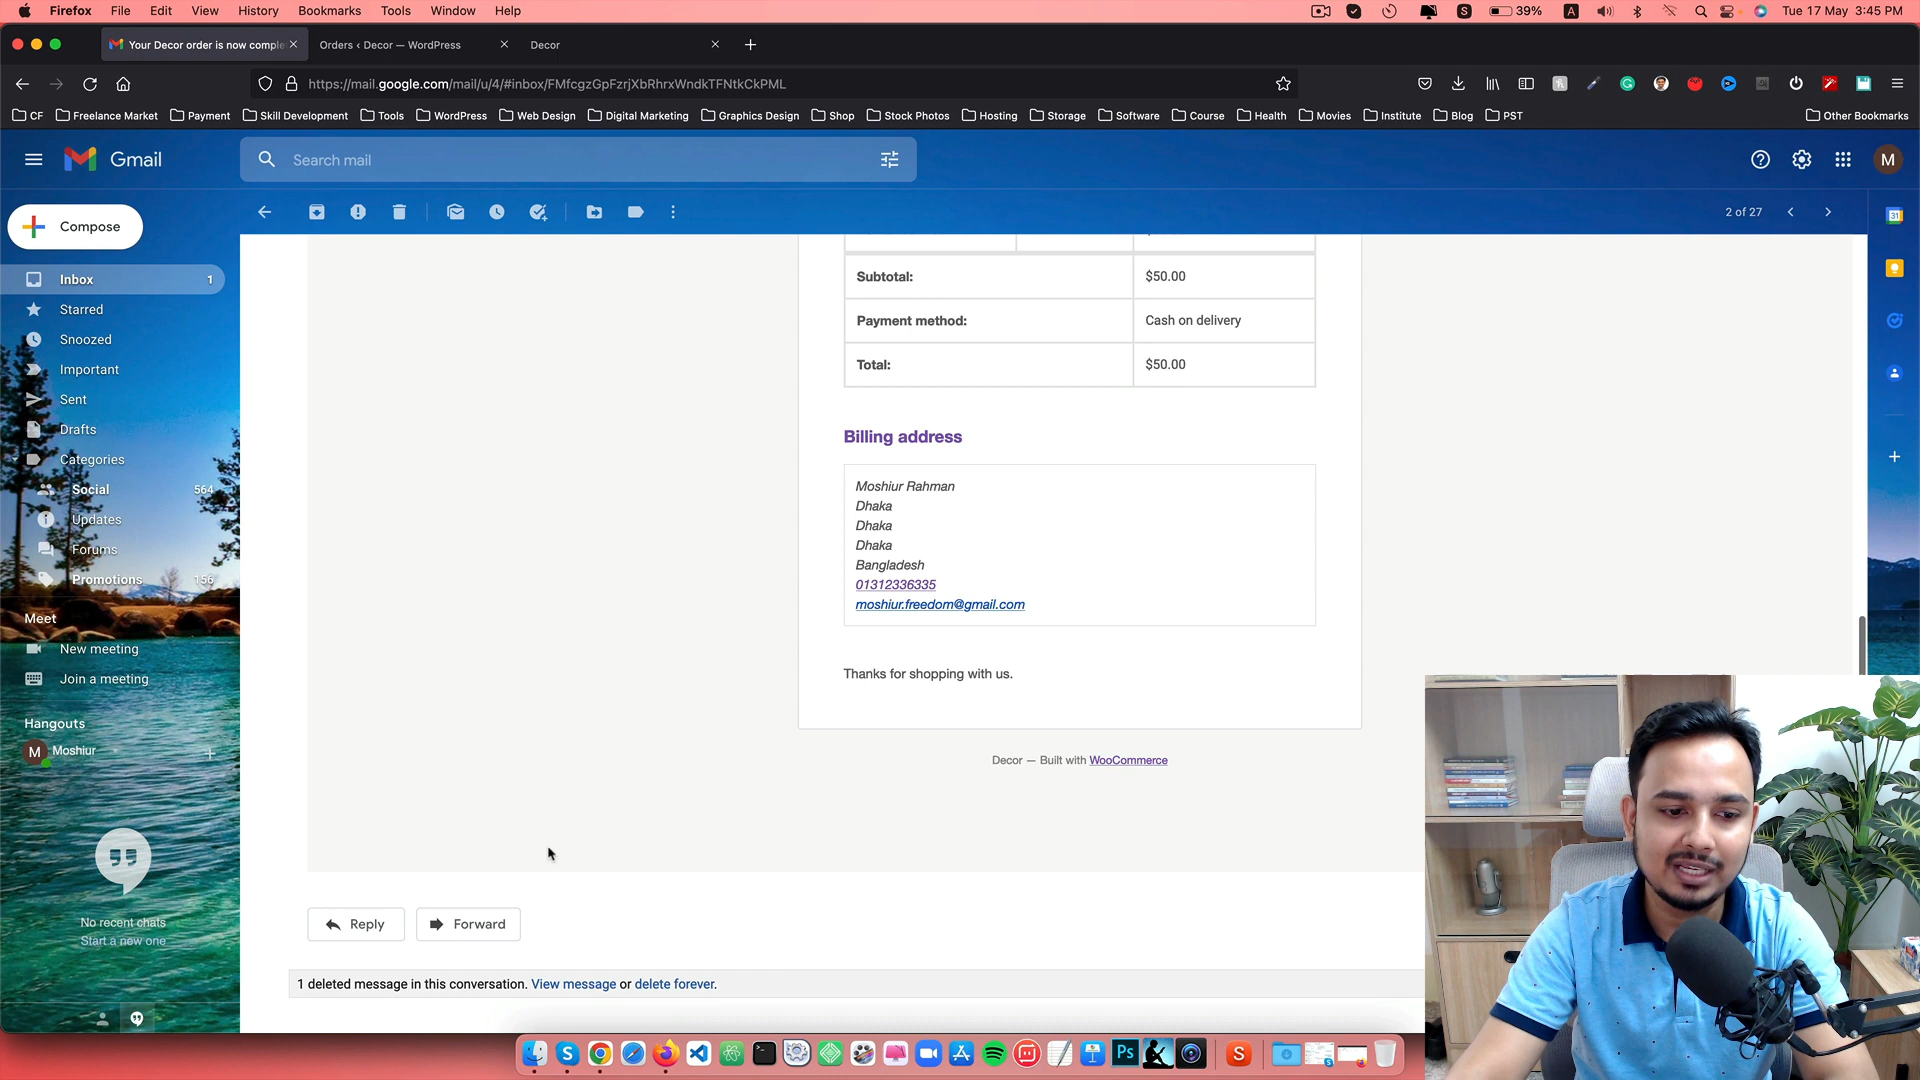 Firefox File Edit View History Bookmarks Tools Window Help
39% A Tue 17 May 3:45 PM
Your Decor order is now comple
Orders ‹ Decor — WordPress
Decor
https://mail.google.com/mail/u/4/#inbox/FMfcgzGpFzrjXbRhrxWndkTFNtkCkPML
CF Freelance Market Payment Skill Development Tools WordPress Web Design Digital Marketing Graphics Design Shop Stock Photos Hosting Storage Software Course Health Movies Institute Blog PST Other Bookmarks
Gmail
Search mail
M
Compose
2 of 27
31
Inbox 1
Starred
Snoozed
Important
Sent
Drafts
Categories
Social 564
Updates
Forums
Promotions 156
Meet
New meeting
Join a meeting
Hangouts
M Moshiur
No recent chats
Start a new one
Subtotal: $50.00
Payment method: Cash on delivery
Total: $50.00
Billing address
Moshiur Rahman
Dhaka
Dhaka
Dhaka
Bangladesh
01312336335
moshiur.freedom@gmail.com
Thanks for shopping with us.
Decor — Built with WooCommerce
Reply
Forward
1 deleted message in this conversation. View message or delete forever.
Ps
S